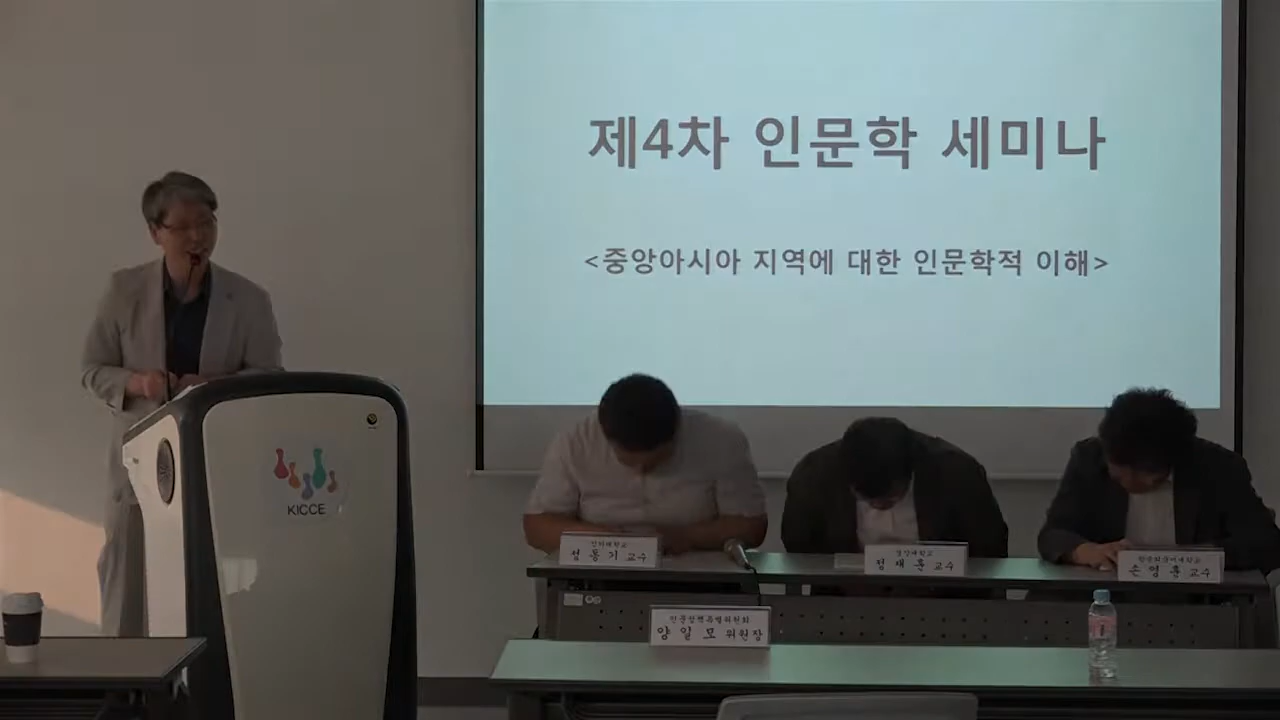 제4차 인문학 세미나
<중앙아시아 지역에 대한 인문학적 이해>
KICCE
정동기 교수
정재훈 교수
손영훈 교수
양일모 위원장